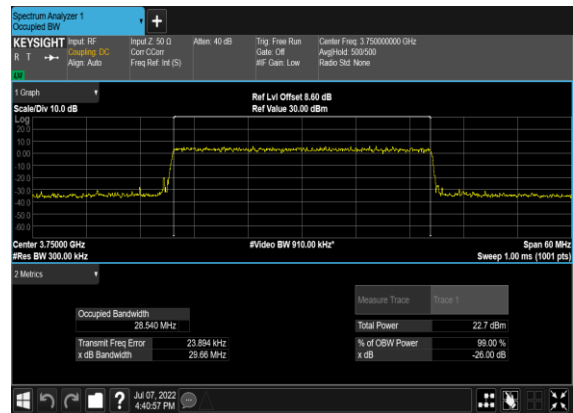 Spectrum Analyzer 1
Occupied BW
KEYSIGHT Input: RF Input Z: 50 Ω Atten: 40 dB Trig: Free Run Center Freq: 3.750000000 GHz
R T Coupling: DC Corr CCorr Gate: Off Avg|Hold: 500/500
Align: Auto Freq Ref: Int (S) #IF Gain: Low Radio Std: None
LW
1 Graph Ref Lvl Offset 8.60 dB
Scale/Div 10.0 dB Ref Value 30.00 dBm
Log
20.0
10.0
0.00
-10.0
-20.0
-30.0
-40.0
-50.0
-60.0
Center 3.75000 GHz #Video BW 910.00 kHz* Span 60 MHz
#Res BW 300.00 kHz Sweep 1.00 ms (1001 pts)
2 Metrics
Measure Trace Trace 1
Occupied Bandwidth
28.540 MHz Total Power 22.7 dBm
Transmit Freq Error 23.894 kHz % of OBW Power 99.00 %
x dB Bandwidth 29.66 MHz x dB -26.00 dB
? Jul 07, 2022
4:40:57 PM